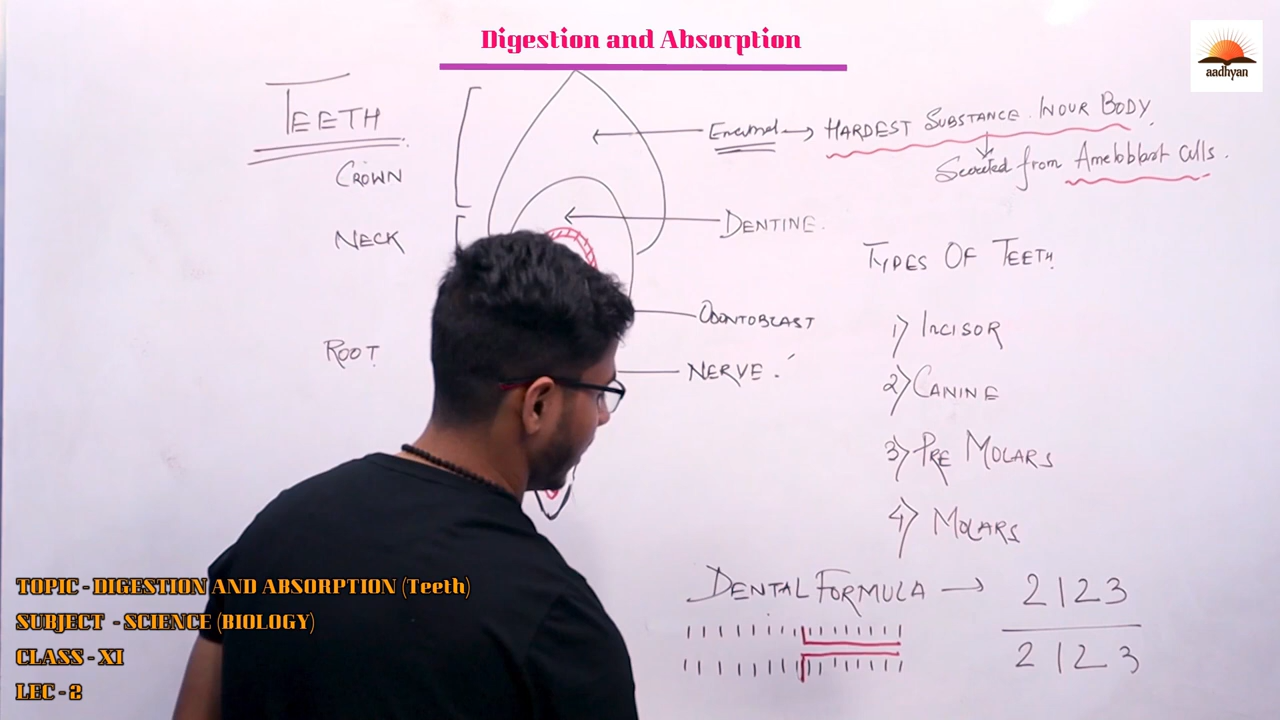 Digestion and Absorption
aadhyan
TEETH
CROWN
NECK
ROOT
Enamel → HARDEST SUBSTANCE IN OUR BODY.
Secreted from Ameloblast cells.
DENTINE.
ODONTOBLAST
NERVE.
TYPES OF TEETH
1) INCISOR
2) CANINE
3) PRE MOLARS
4) MOLARS
DENTAL FORMULA → 2123
2123
TOPIC - DIGESTION AND ABSORPTION (Teeth)
SUBJECT - SCIENCE (BIOLOGY)
CLASS - XI
LEC - 2